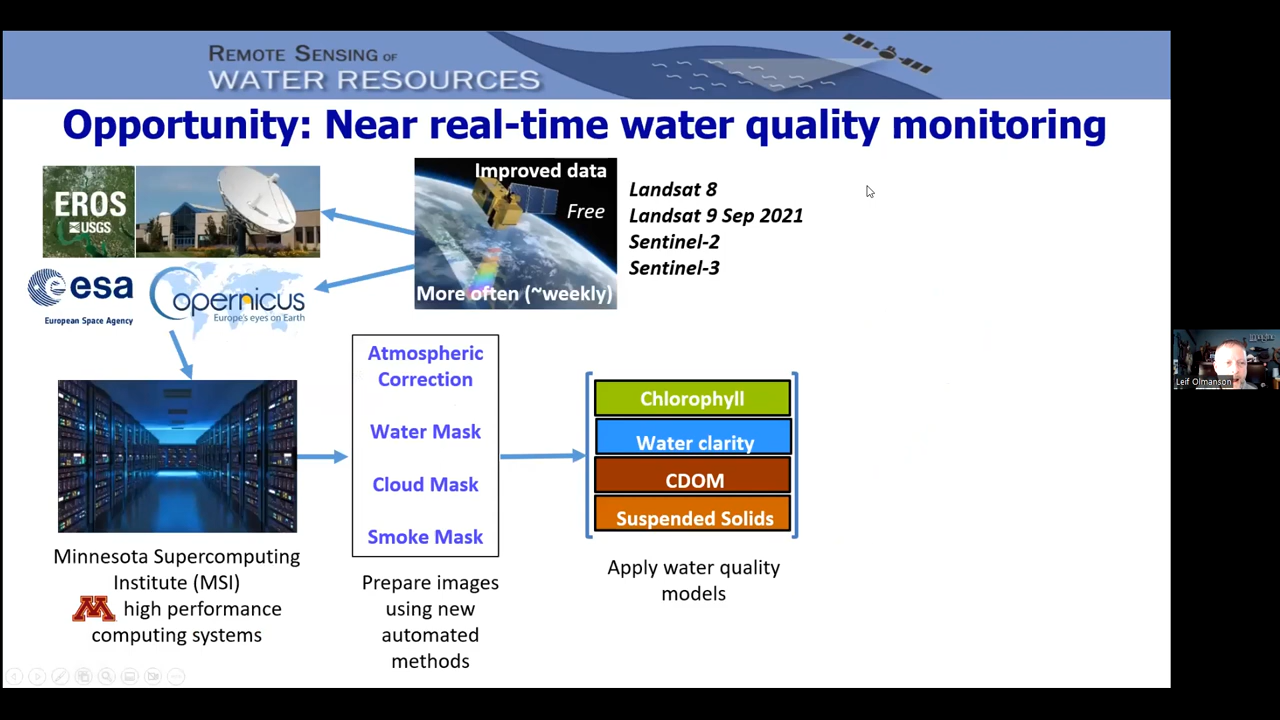 REMOTE SENSING OF
WATER RESOURCES
Opportunity: Near real-time water quality monitoring
EROS
USGS
Improved data
Free
More often (~weekly)
Landsat 8
Landsat 9 Sep 2021
Sentinel-2
Sentinel-3
esa
European Space Agency
opernicus
Europe's eyes on Earth
Atmospheric
Correction
Water Mask
Cloud Mask
Smoke Mask
Chlorophyll
Water clarity
CDOM
Suspended Solids
Minnesota Supercomputing
Institute (MSI)
M high performance
computing systems
Prepare images
using new
automated
methods
Apply water quality
models
Leif Olmanson